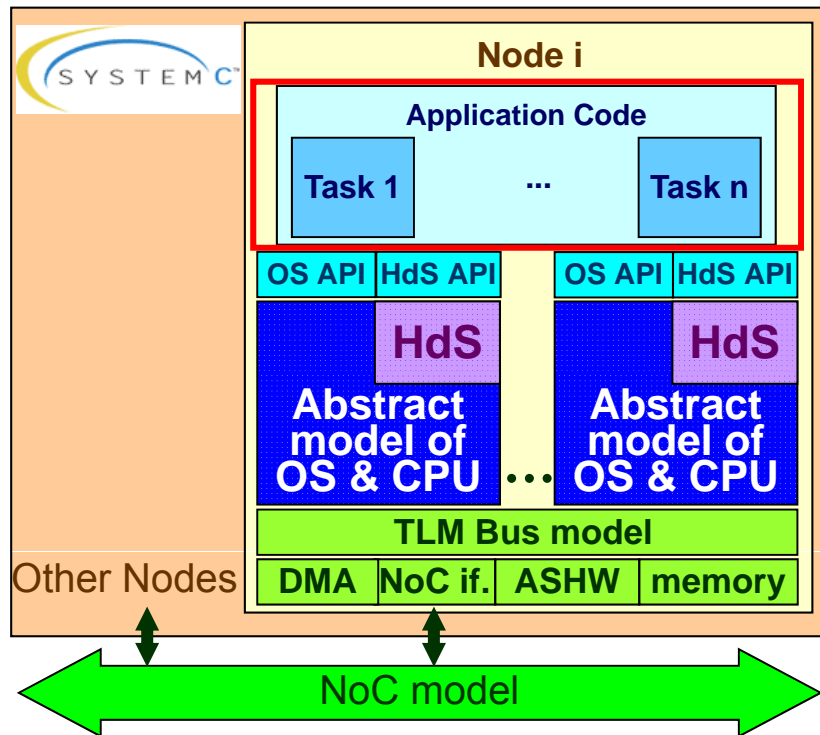 SYSTEMC™
Node i
Application Code
Task 1
...
Task n
OS API
HdS API
OS API
HdS API
HdS
HdS
Abstract
model of
OS & CPU
...
Abstract
model of
OS & CPU
TLM Bus model
Other Nodes
DMA
NoC if.
ASHW
memory
NoC model